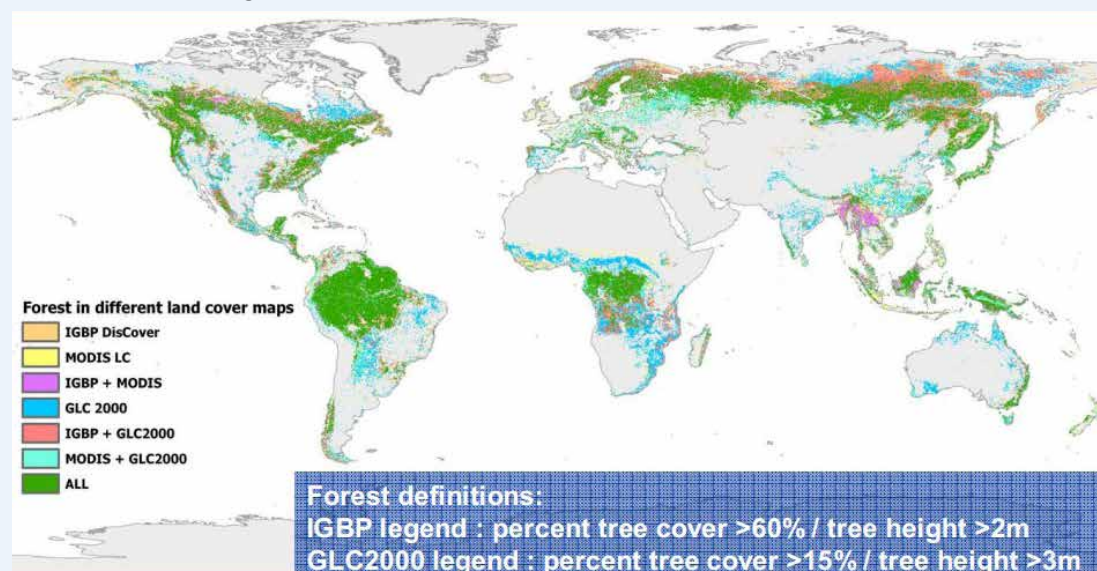 Forest in different land cover maps
IGBP DisCover
MODIS LC
IGBP + MODIS
GLC 2000
IGBP + GLC2000
MODIS + GLC2000
ALL
Forest definitions:
IGBP legend : percent tree cover >60% / tree height >2m
GLC2000 legend : percent tree cover >15% / tree height >3m